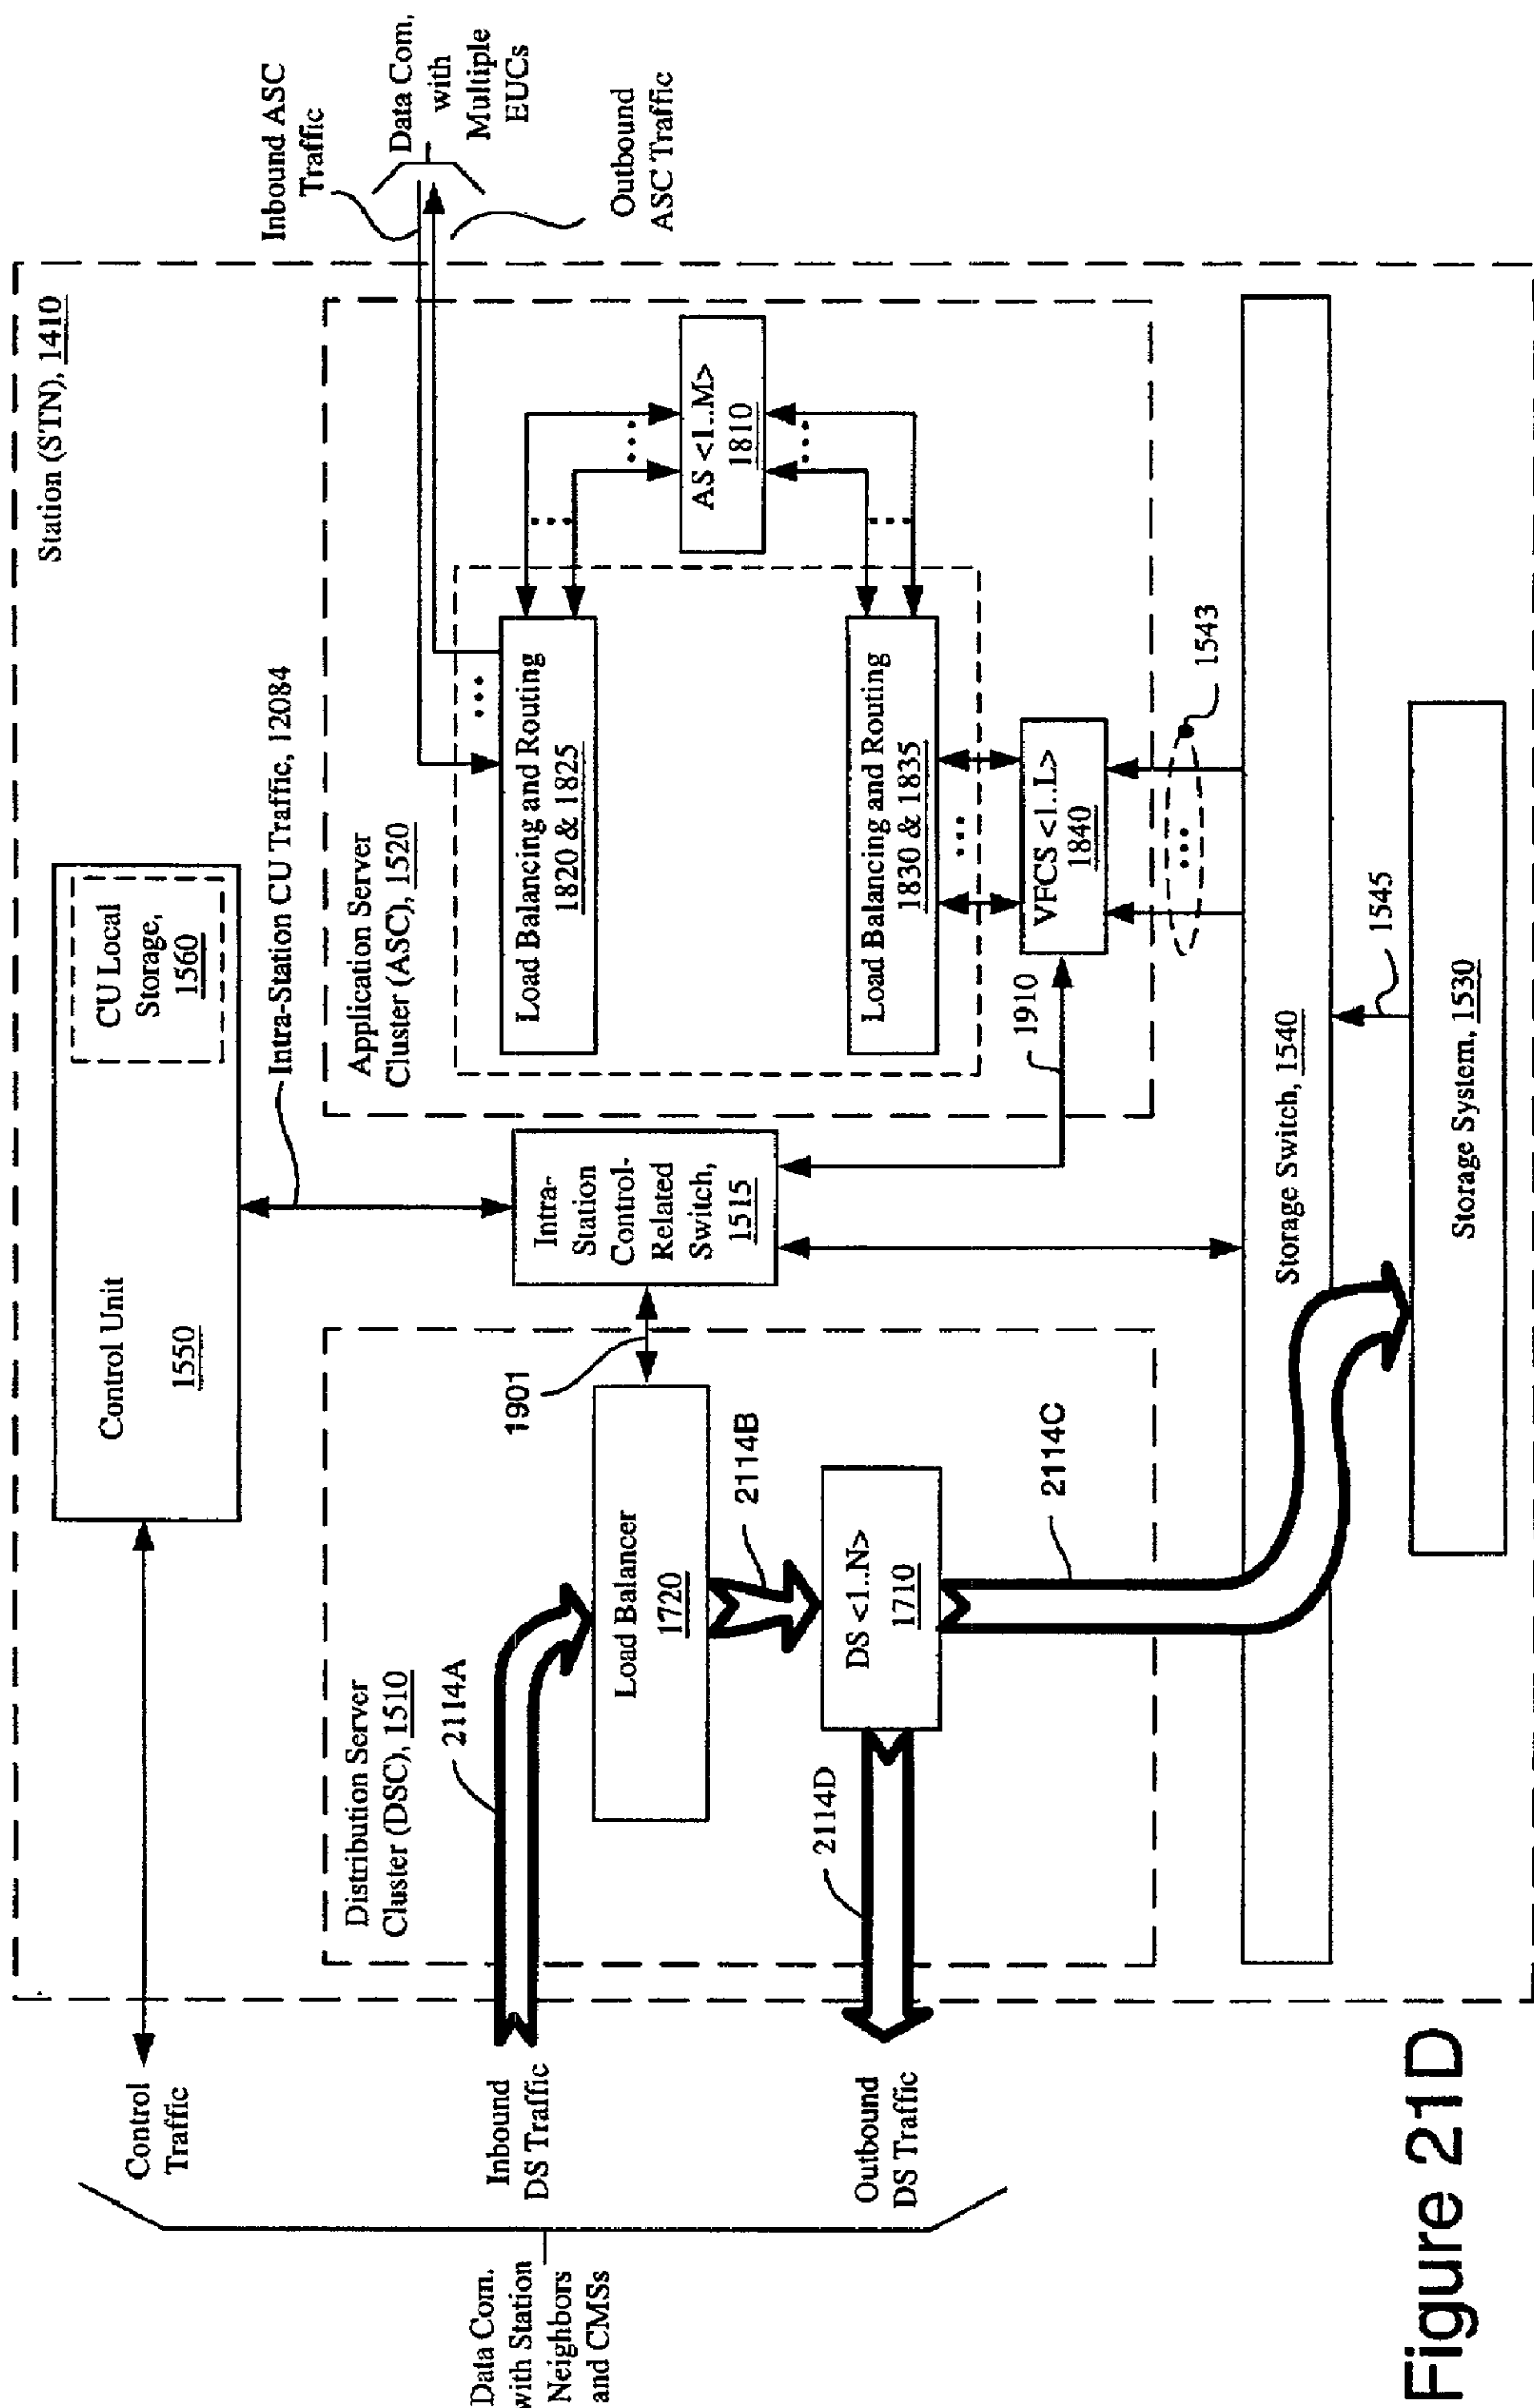 Station (STN), 1410
Control
Traffic
Control Unit
1550
CU Local
Storage,
1560
Intra-Station CU Traffic, 12084
Inbound ASC
Traffic
Data Com.
with
Multiple
EUCs
Outbound
ASC Traffic
Data Com.
with Station
Neighbors
and CMSs
Inbound
DS Traffic
Outbound
DS Traffic
Distribution Server
Cluster (DSC), 1510
2114A
Load Balancer
1720
1901
2114B
DS <1..N>
1710
2114C
2114D
Intra-
Station
Control-
Related
Switch,
1515
Application Server
Cluster (ASC), 1520
Load Balancing and Routing
1820 & 1825
AS <1..M>
1810
Load Balancing and Routing
1830 & 1835
VFCS <1..L>
1840
1910
1543
Storage Switch, 1540
1545
Storage System, 1530
Figure 21D